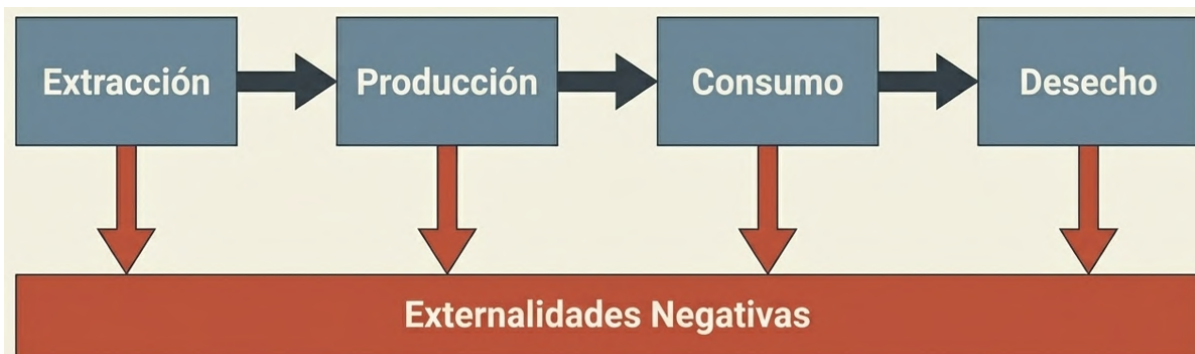 Extracción
Producción
Consumo
Desecho
Externalidades Negativas